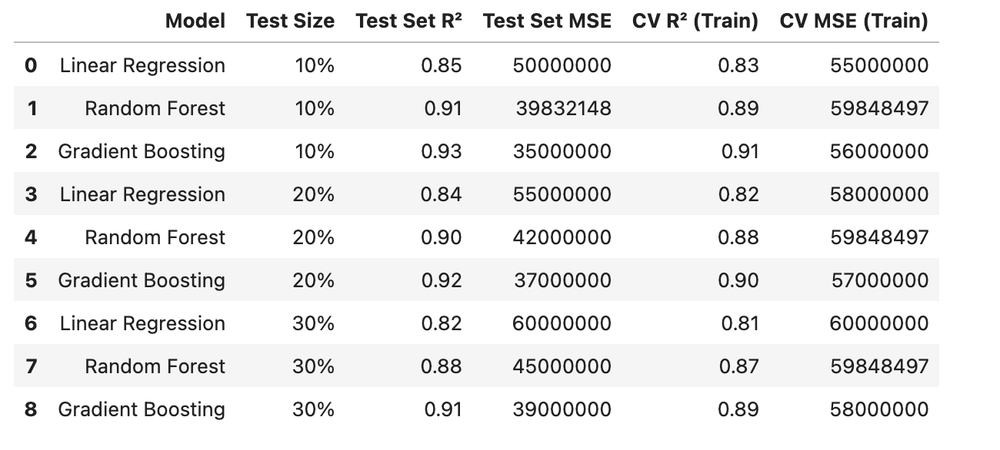 Model Test Size Test Set R² Test Set MSE CV R² (Train) CV MSE (Train)
0 Linear Regression 10% 0.85 50000000 0.83 55000000
1 Random Forest 10% 0.91 39832148 0.89 59848497
2 Gradient Boosting 10% 0.93 35000000 0.91 56000000
3 Linear Regression 20% 0.84 55000000 0.82 58000000
4 Random Forest 20% 0.90 42000000 0.88 59848497
5 Gradient Boosting 20% 0.92 37000000 0.90 57000000
6 Linear Regression 30% 0.82 60000000 0.81 60000000
7 Random Forest 30% 0.88 45000000 0.87 59848497
8 Gradient Boosting 30% 0.91 39000000 0.89 58000000